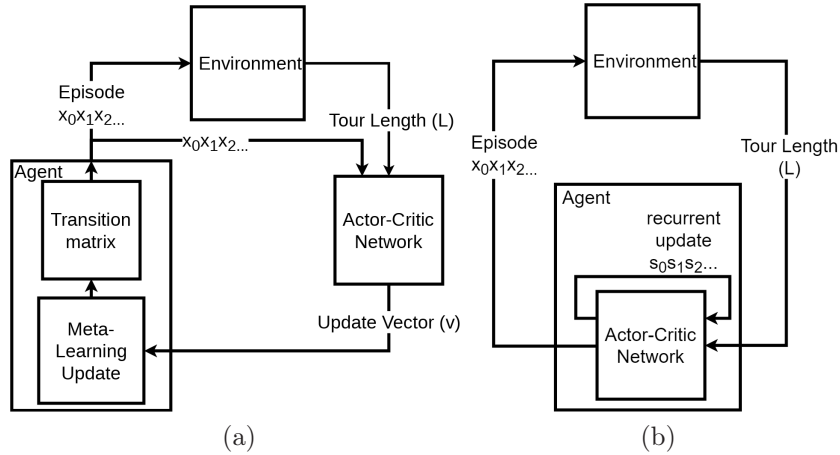 Environment
Episode
x0x1x2...
Tour Length (L)
x0x1x2...
Agent
Transition
matrix
Actor-Critic
Network
Update Vector (v)
Meta-
Learning
Update
(a)
Environment
Episode
x0x1x2...
Tour Length
(L)
Agent
recurrent
update
s0s1s2...
Actor-Critic
Network
(b)